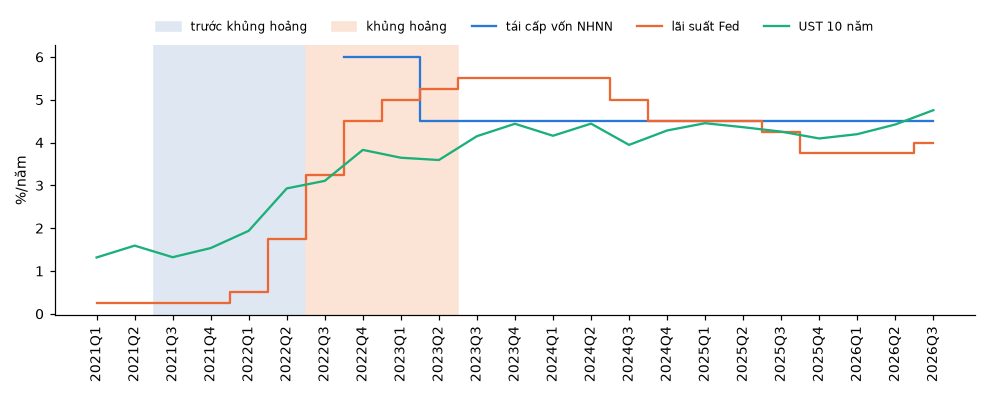 trước khủng hoảng khủng hoảng tái cấp vốn NHNN lãi suất Fed UST 10 năm
%/năm
6
5
4
3
2
1
0
2021Q1 2021Q2 2021Q3 2021Q4 2022Q1 2022Q2 2022Q3 2022Q4 2023Q1 2023Q2 2023Q3 2023Q4 2024Q1 2024Q2 2024Q3 2024Q4 2025Q1 2025Q2 2025Q3 2025Q4 2026Q1 2026Q2 2026Q3